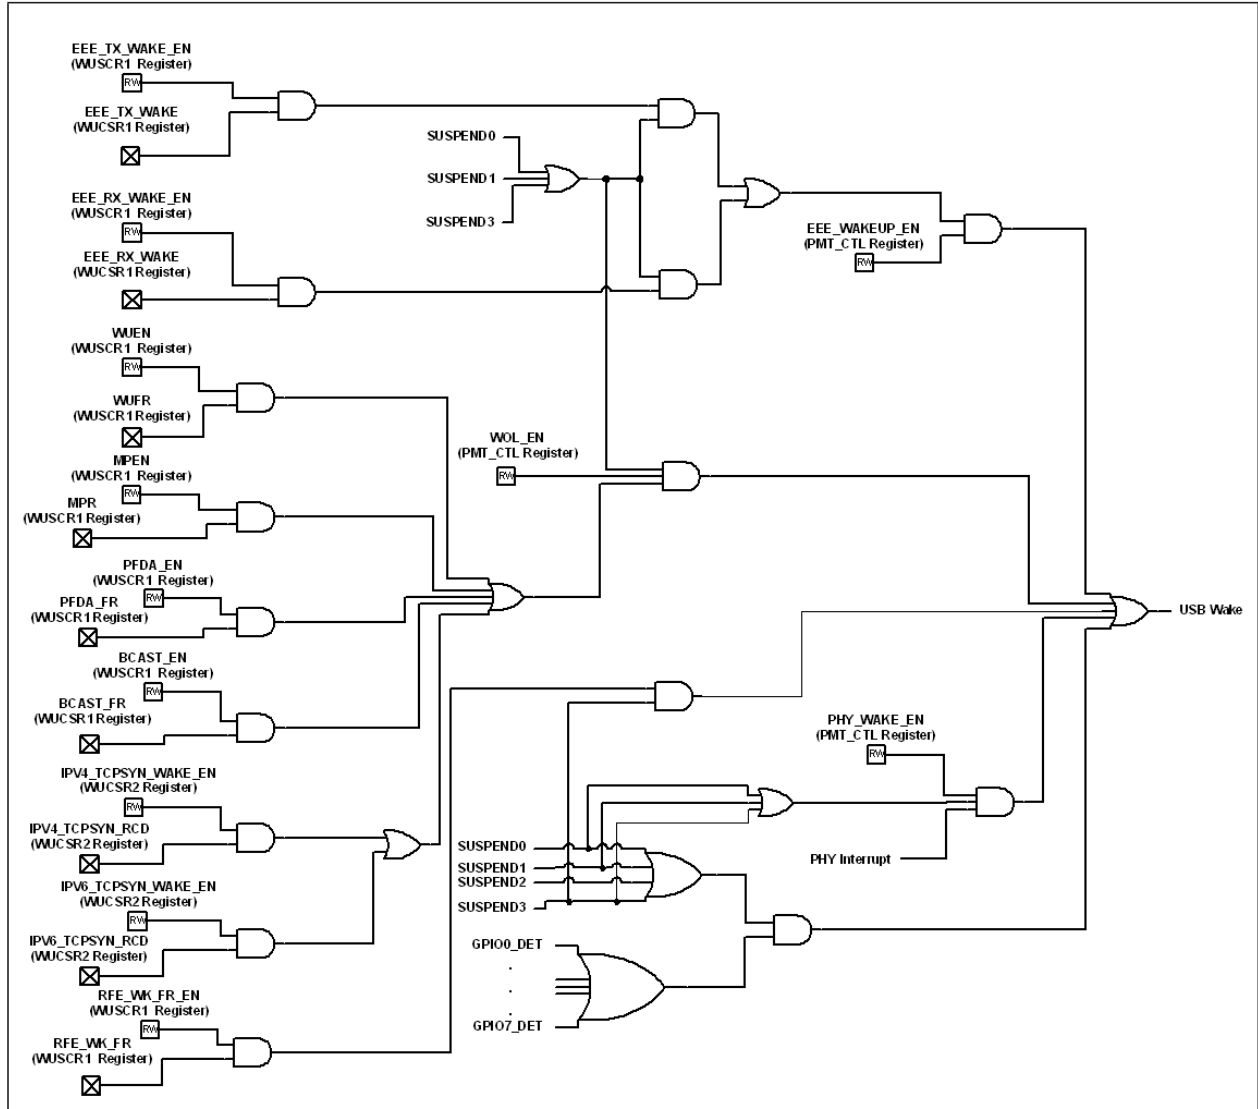 EEE_TX_WAKE_EN
(WUSCR1 Register)
RW
EEE_TX_WAKE
(WUCSR1 Register)
EEE_RX_WAKE_EN
(WUSCR1 Register)
RW
EEE_RX_WAKE
(WUCSR1 Register)
SUSPEND0
SUSPEND1
SUSPEND3
EEE_WAKEUP_EN
(PMT_CTL Register)
RW
WUEN
(WUSCR1 Register)
RW
WUFR
(WUSCR1 Register)
MPEN
(WUSCR1 Register)
RW
MPR
(WUSCR1 Register)
WOL_EN
(PMT_CTL Register)
RW
PFDA_EN
(WUSCR1 Register)
RW
PFDA_FR
(WUSCR1 Register)
USB Wake
BCAST_EN
(WUSCR1 Register)
RW
BCAST_FR
(WUCSR1 Register)
PHY_WAKE_EN
(PMT_CTL Register)
RW
IPV4_TCPSYN_WAKE_EN
(WUCSR2 Register)
RW
IPV4_TCPSYN_RCD
(WUCSR2 Register)
SUSPEND0
SUSPEND1
SUSPEND2
SUSPEND3
PHY Interrupt
IPV6_TCPSYN_WAKE_EN
(WUCSR2 Register)
RW
IPV6_TCPSYN_RCD
(WUCSR2 Register)
GPIO0_DET
.
.
.
GPIO7_DET
RFE_WK_FR_EN
(WUSCR1 Register)
RW
RFE_WK_FR
(WUSCR1 Register)